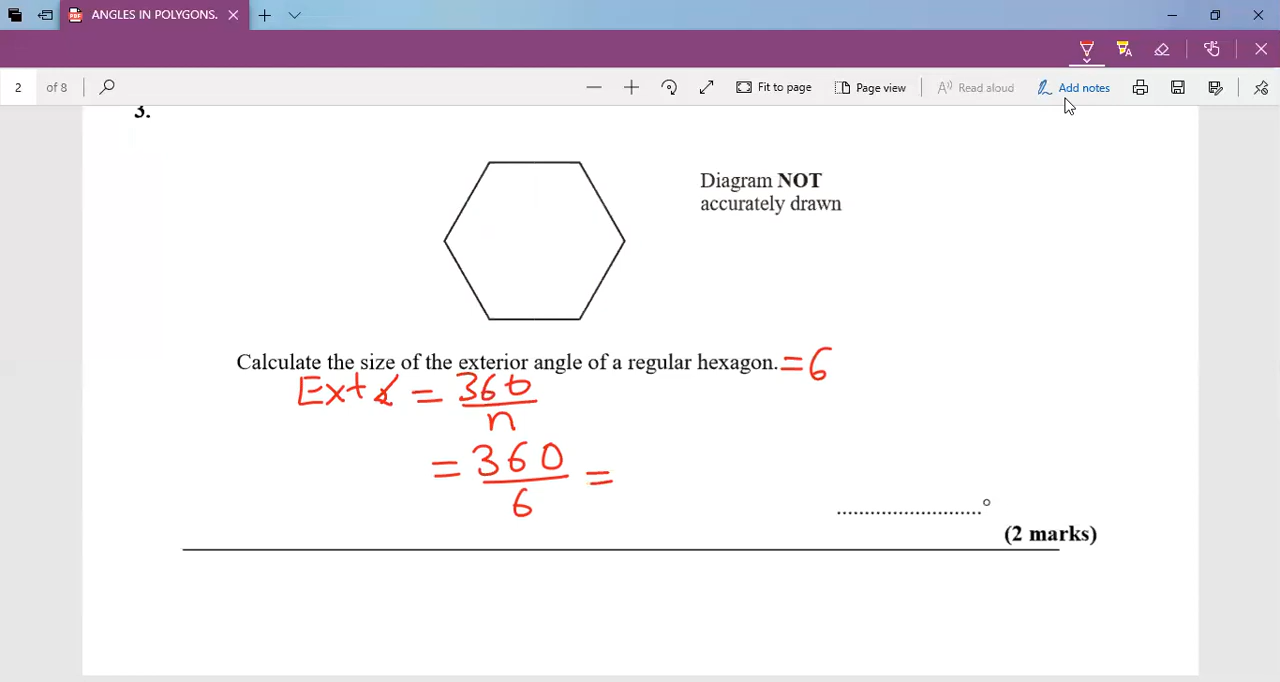 ANGLES IN POLYGONS.
2 of 8
Fit to page
Page view
Read aloud
Add notes
3.
Diagram NOT
accurately drawn
Calculate the size of the exterior angle of a regular hexagon. = 6
Ext ∡ = 360
n
= 360 =
6
..........................°
(2 marks)